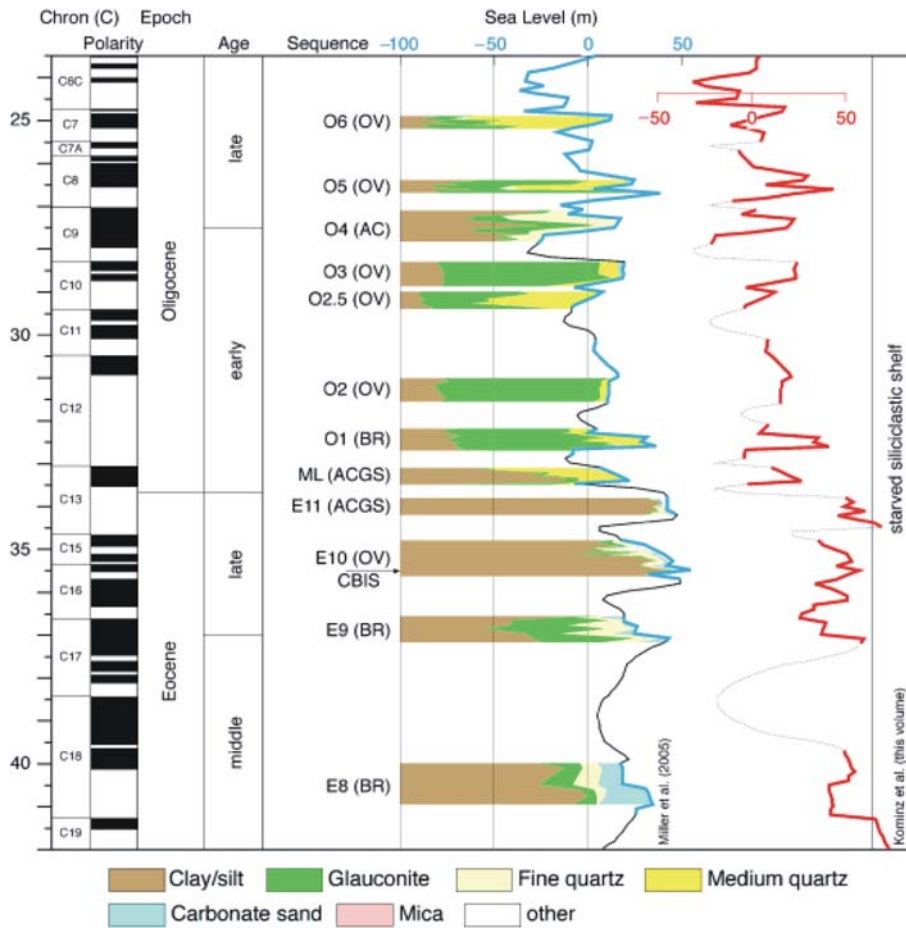 Chron (C) Epoch Sea Level (m)
Polarity Age Sequence −100 −50 0 50
C6C
−50 0 50
O6 (OV)
25
C7
late
C7A
C8
O5 (OV)
O4 (AC)
C9
O3 (OV)
C10
O2.5 (OV)
Oligocene
30
C11
early
starved siliciclastic shelf
O2 (OV)
C12
O1 (BR)
ML (ACGS)
C13
E11 (ACGS)
35
C15
E10 (OV)
late
CBIS
C16
E9 (BR)
C17
Eocene
middle
40
C18
E8 (BR)
Miller et al. (2005)
Kominz et al. (this volume)
C19
Clay/silt Glauconite Fine quartz Medium quartz
Carbonate sand Mica other